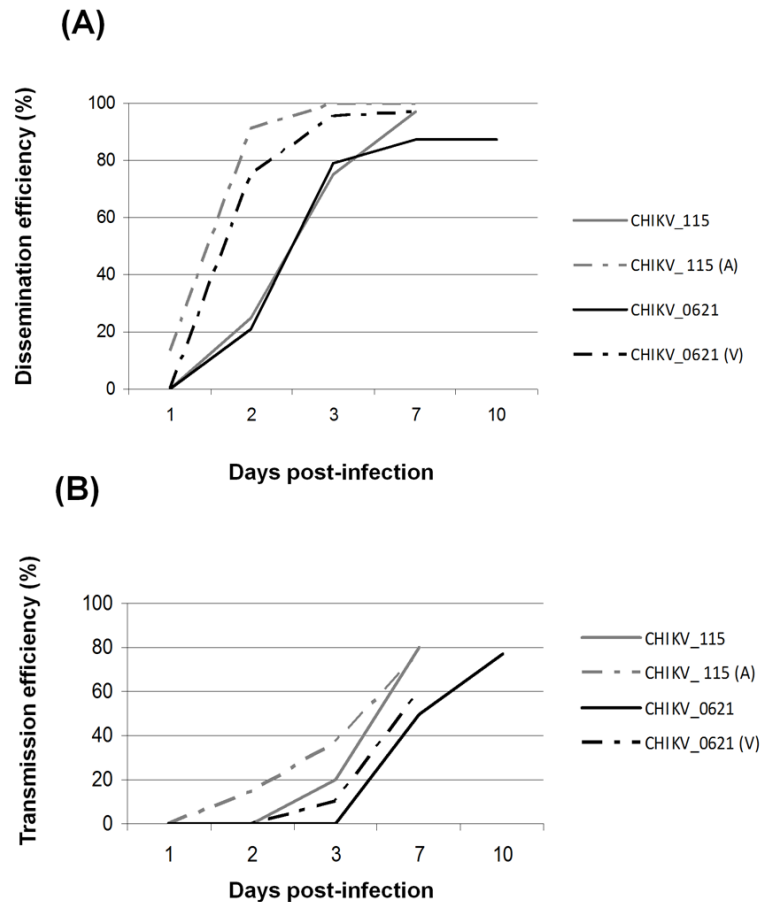 (A)
Dissemination efficiency (%)
100
80
60
40
20
0
1 2 3 7 10
Days post-infection
CHIKV_115
CHIKV_ 115 (A)
CHIKV_0621
CHIKV_0621 (V)
(B)
Transmission efficiency (%)
100
80
60
40
20
0
1 2 3 7 10
Days post-infection
CHIKV_115
CHIKV_ 115 (A)
CHIKV_0621
CHIKV_0621 (V)